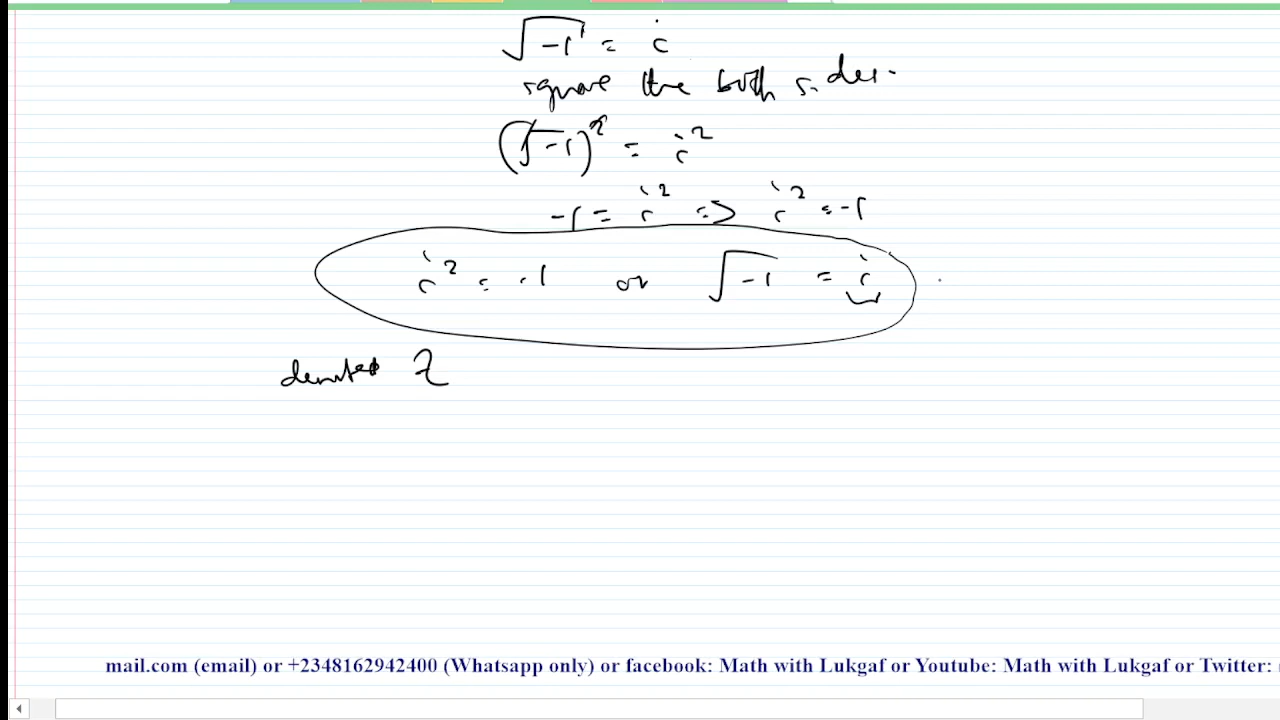 √-1 = i
square the both sides.
(√-1)² = i²
-1 = i² => i² = -1
i² = -1 or √-1 = i
denoted Z
mail.com (email) or +2348162942400 (Whatsapp only) or facebook: Math with Lukgaf or Youtube: Math with Lukgaf or Twitter: